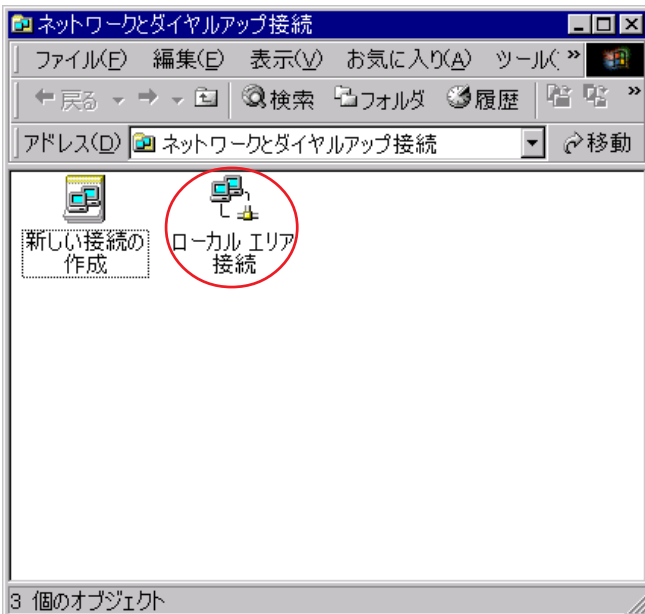 ネットワークとダイヤルアップ接続
ファイル(F) 編集(E) 表示(V) お気に入り(A) ツール( »
戻る 検索 フォルダ 履歴 »
アドレス(D) ネットワークとダイヤルアップ接続 移動
新しい接続の
作成
ローカル エリア
接続
3 個のオブジェクト